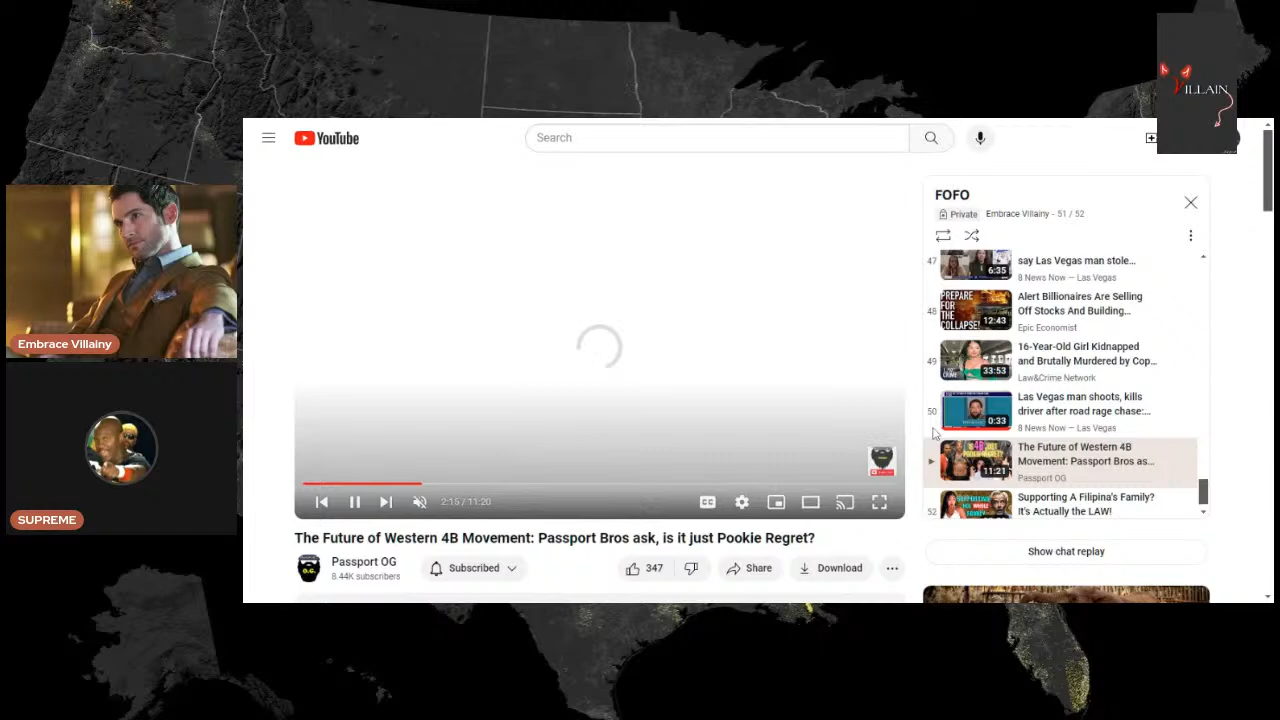 VILLAIN
YouTube
Search
FOFO
Private Embrace Villainy - 51 / 52
47
6:35
say Las Vegas man stole...
8 News Now — Las Vegas
48
PREPARE
FOR
THE
COLLAPSE!
12:43
Alert Billionaires Are Selling
Off Stocks And Building...
Epic Economist
49
33:53
16-Year-Old Girl Kidnapped
and Brutally Murdered by Cop...
Law&Crime Network
50
0:33
Las Vegas man shoots, kills
driver after road rage chase:...
8 News Now — Las Vegas
11:21
The Future of Western 4B
Movement: Passport Bros as...
Passport OG
52
Supporting A Filipina's Family?
It's Actually the LAW!
Show chat replay
Embrace Villainy
SUPREME
2:15 / 11:20
CC
The Future of Western 4B Movement: Passport Bros ask, is it just Pookie Regret?
O.G.
Passport OG
8.44K subscribers
Subscribed
347
Share
Download